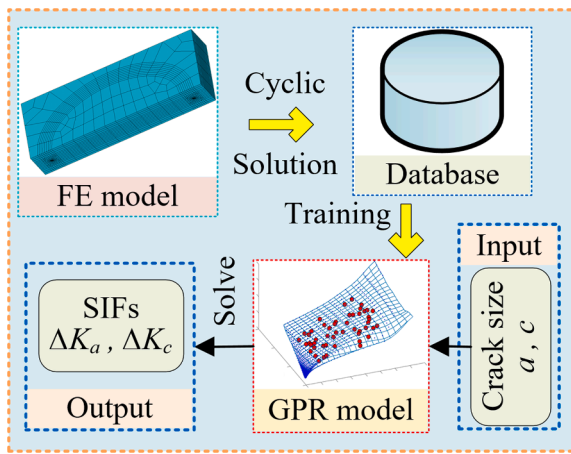 Cyclic
Solution
FE model
Database
Training
Input
Crack size
a , c
GPR model
Solve
SIFs
ΔKa , ΔKc
Output